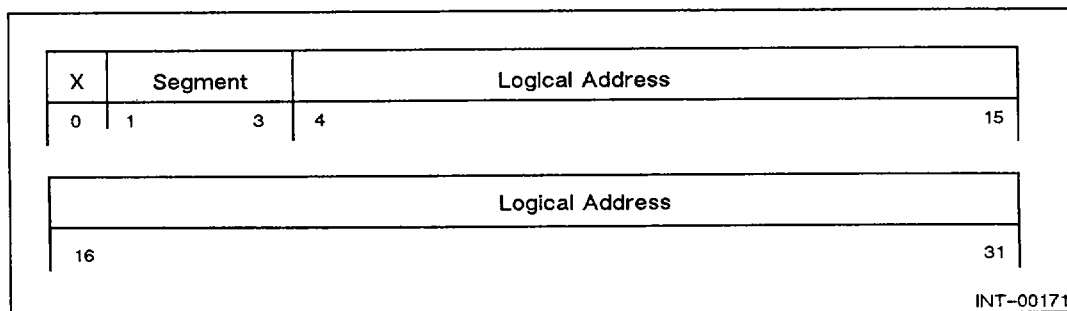 X Segment Logical Address
0 1 3 4 15
Logical Address
16 31
INT-00171